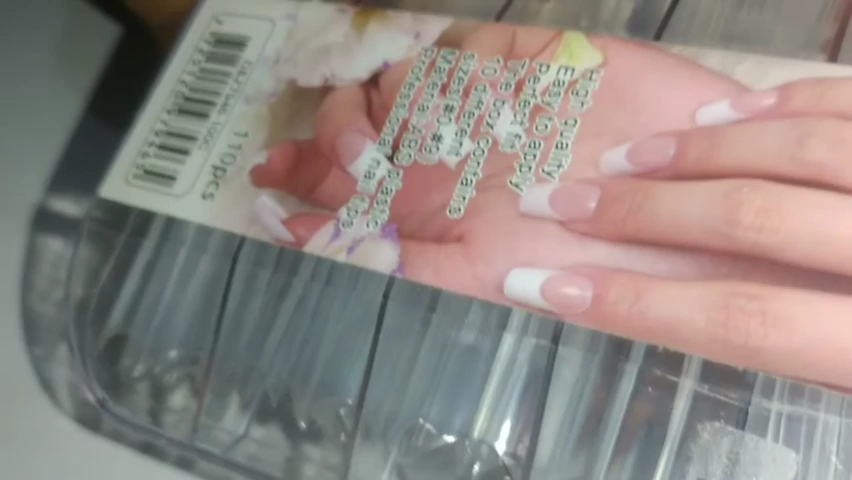 High quality
Easy to apply
Perfect fit
The box contains
10 different
sizes(#0-#9)
Material:ABS plastic
professional nail tips
110pcs